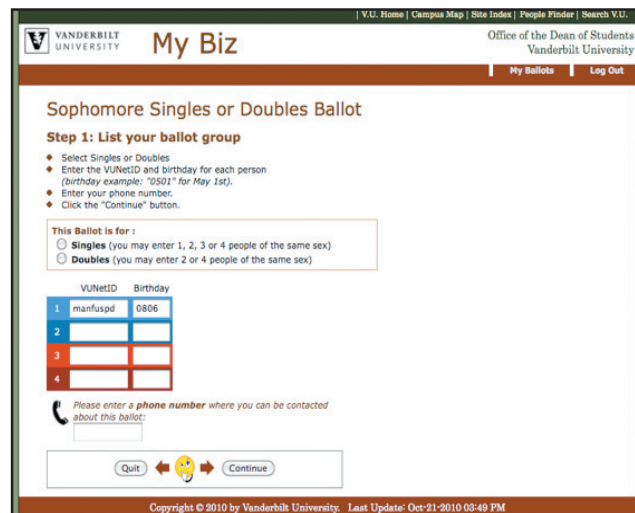 | V.U. Home | Campus Map | Site Index | People Finder | Search V.U.
VANDERBILT
UNIVERSITY
My Biz
Office of the Dean of Students
Vanderbilt University
My Ballots Log Out
Sophomore Singles or Doubles Ballot
Step 1: List your ballot group
Select Singles or Doubles
Enter the VUNetID and birthday for each person
(birthday example: "0501" for May 1st).
Enter your phone number.
Click the "Continue" button.
This Ballot is for :
Singles (you may enter 1, 2, 3 or 4 people of the same sex)
Doubles (you may enter 2 or 4 people of the same sex)
VUNetID Birthday
1 manfuspd 0806
2
3
4
Please enter a phone number where you can be contacted
about this ballot:
Quit Continue
Copyright © 2010 by Vanderbilt University. Last Update: Oct-21-2010 03:49 PM